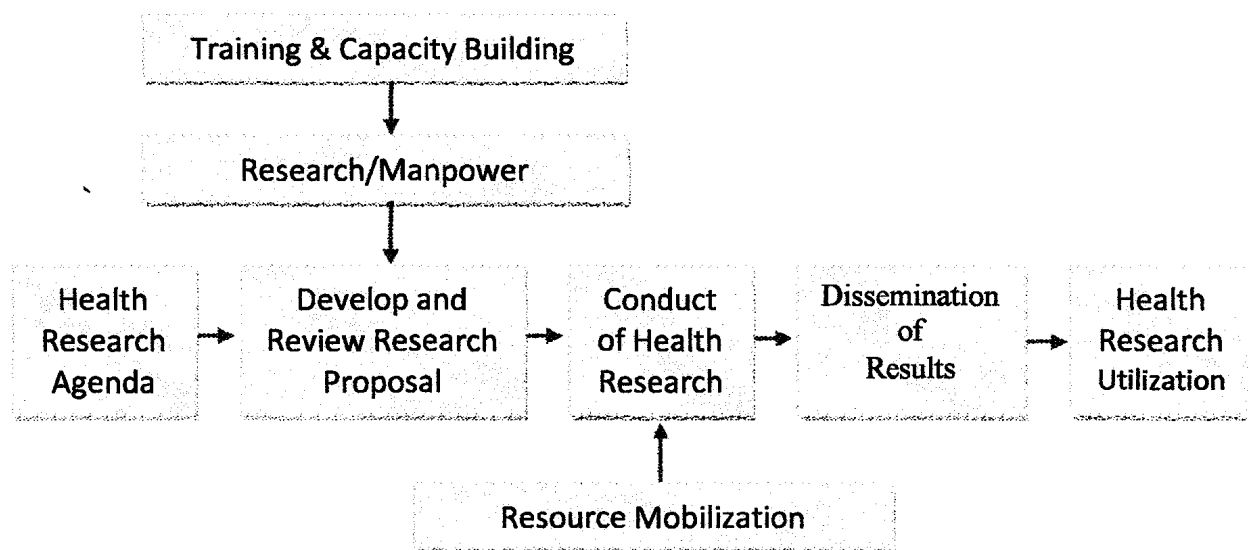 Training & Capacity Building
Research/Manpower
Health
Research
Agenda
Develop and
Review Research
Proposal
Conduct
of Health
Research
Dissemination
of
Results
Health
Research
Utilization
Resource Mobilization